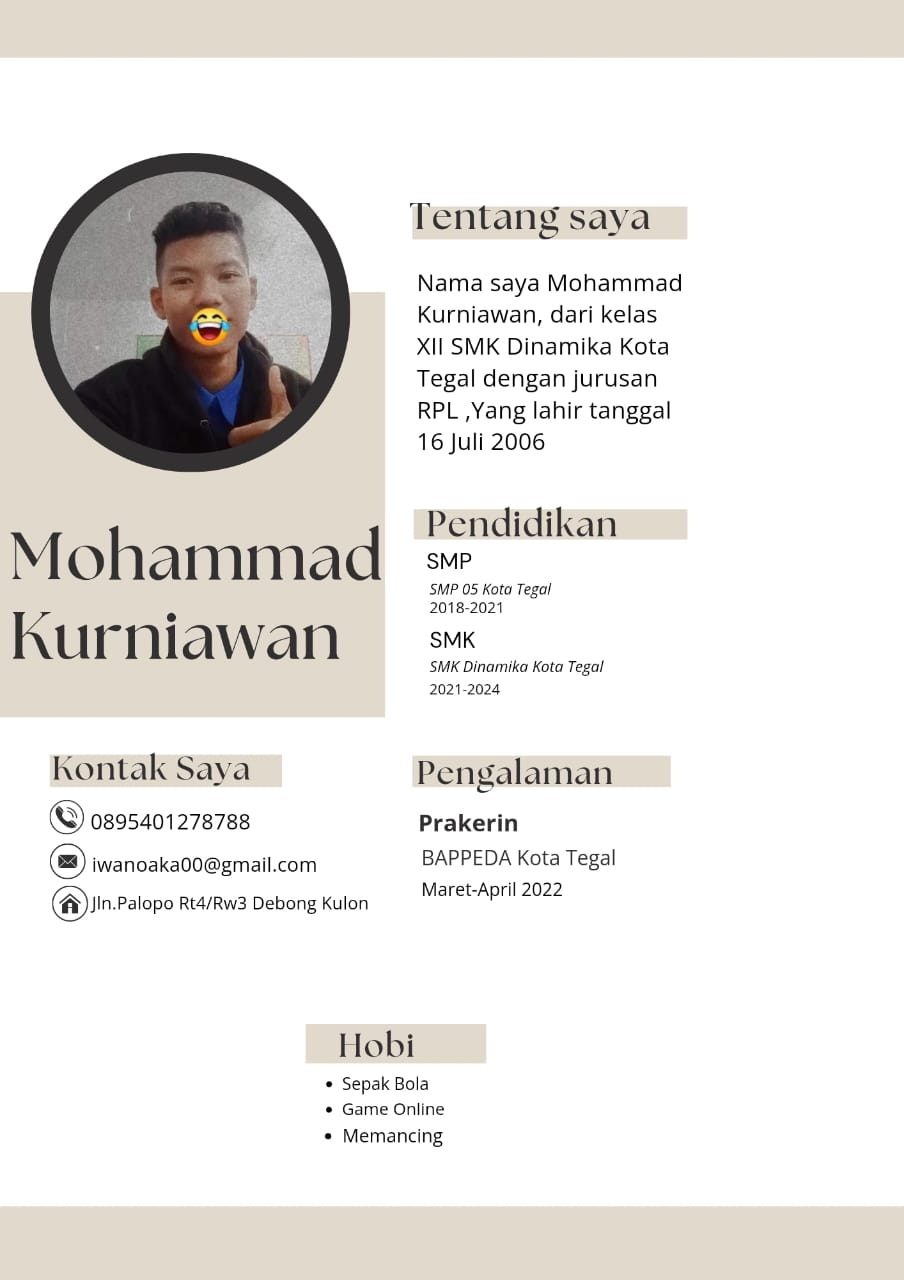 Mohammad
Kurniawan
Tentang saya
Nama saya Mohammad
Kurniawan, dari kelas
XII SMK Dinamika Kota
Tegal dengan jurusan
RPL ,Yang lahir tanggal
16 Juli 2006
Pendidikan
SMP
SMP 05 Kota Tegal
2018-2021
SMK
SMK Dinamika Kota Tegal
2021-2024
Kontak Saya
0895401278788
iwanoaka00@gmail.com
Jln.Palopo Rt4/Rw3 Debong Kulon
Pengalaman
Prakerin
BAPPEDA Kota Tegal
Maret-April 2022
Hobi
• Sepak Bola
• Game Online
• Memancing